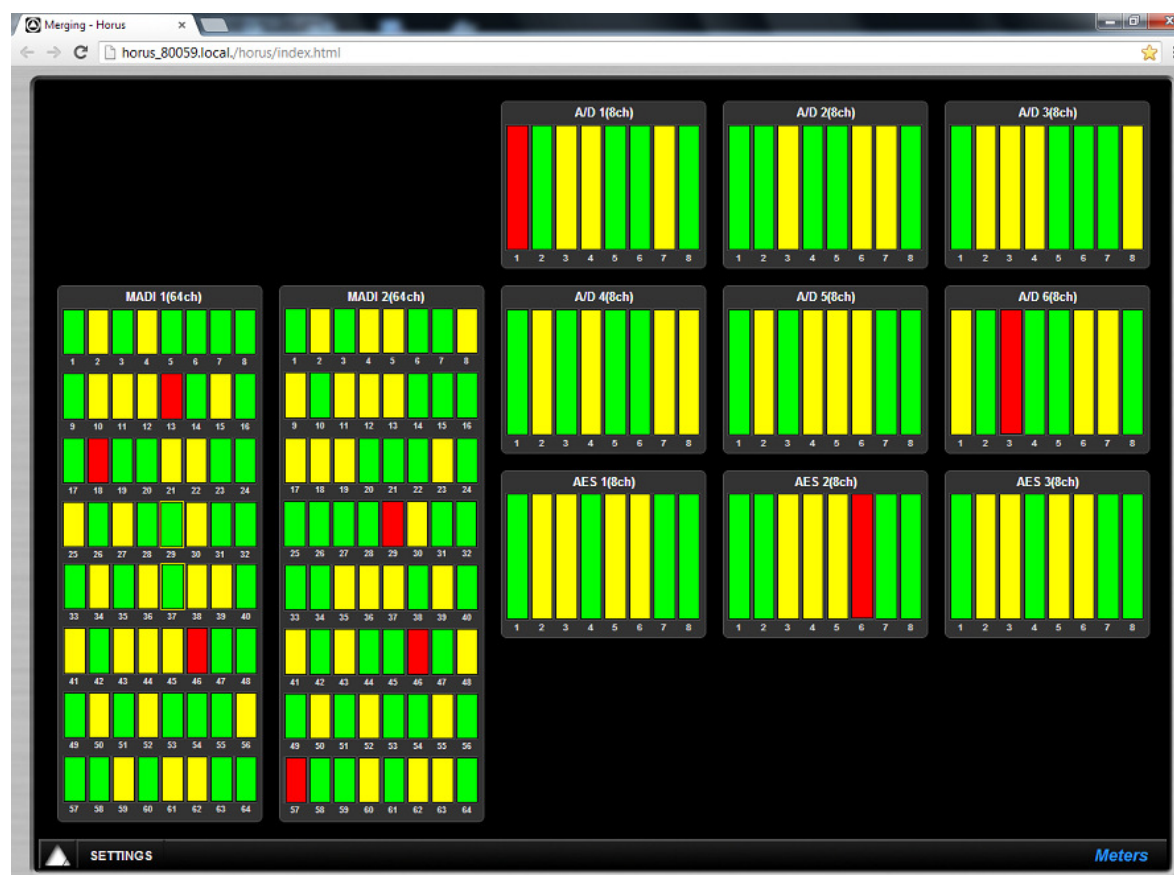 Merging - Horus
horus_80059.local./horus/index.html
A/D 1(8ch) A/D 2(8ch) A/D 3(8ch)
1 2 3 4 5 6 7 8 1 2 3 4 5 6 7 8 1 2 3 4 5 6 7 8
MADI 1(64ch) MADI 2(64ch) A/D 4(8ch) A/D 5(8ch) A/D 6(8ch)
1 2 3 4 5 6 7 8 1 2 3 4 5 6 7 8
9 10 11 12 13 14 15 16 9 10 11 12 13 14 15 16
1 2 3 4 5 6 7 8 1 2 3 4 5 6 7 8 1 2 3 4 5 6 7 8
17 18 19 20 21 22 23 24 17 18 19 20 21 22 23 24
AES 1(8ch) AES 2(8ch) AES 3(8ch)
25 26 27 28 29 30 31 32 25 26 27 28 29 30 31 32
33 34 35 36 37 38 39 40 33 34 35 36 37 38 39 40
1 2 3 4 5 6 7 8 1 2 3 4 5 6 7 8 1 2 3 4 5 6 7 8
41 42 43 44 45 46 47 48 41 42 43 44 45 46 47 48
49 50 51 52 53 54 55 56 49 50 51 52 53 54 55 56
57 58 59 60 61 62 63 64 57 58 59 60 61 62 63 64
SETTINGS Meters